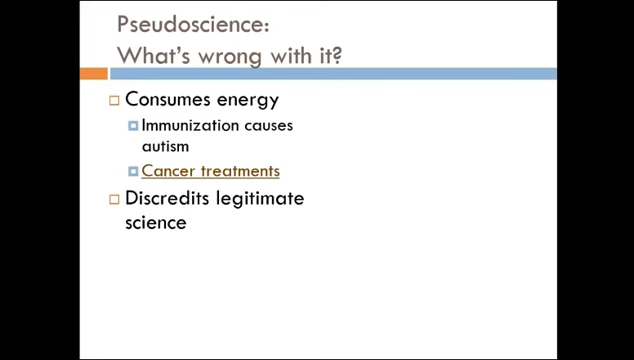 Pseudoscience:
What's wrong with it?
Consumes energy
Immunization causes
autism
Cancer treatments
Discredits legitimate
science